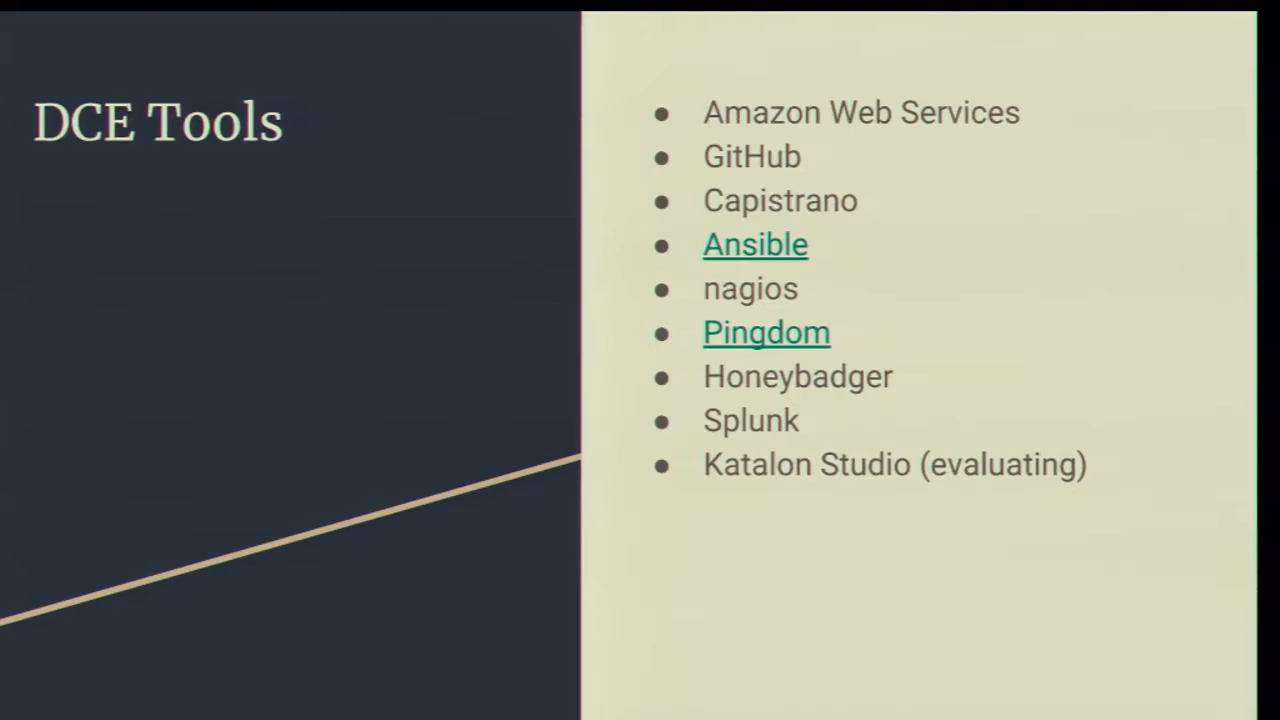 DCE Tools
Amazon Web Services
GitHub
Capistrano
Ansible
nagios
Pingdom
Honeybadger
Splunk
Katalon Studio (evaluating)